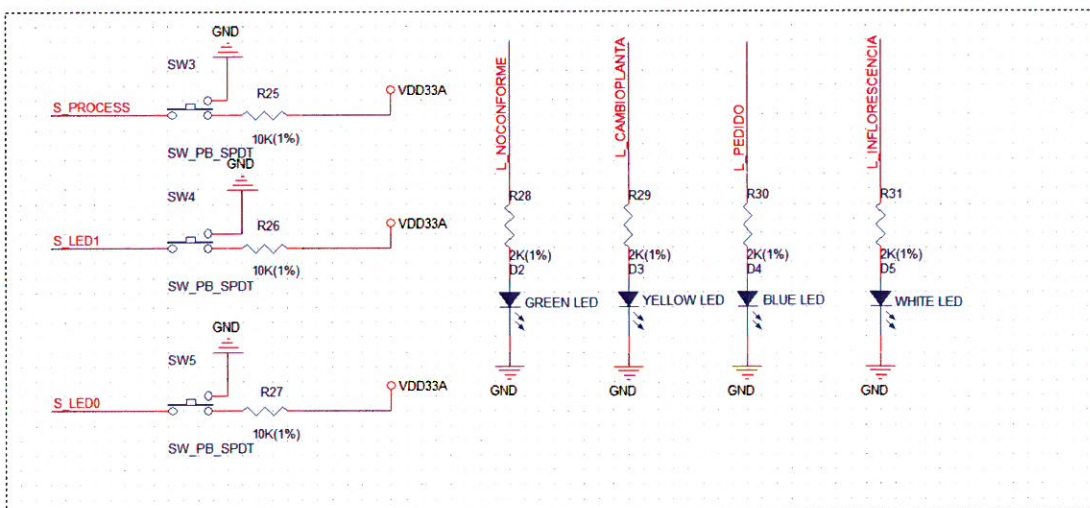 GND
SW3
R25
VDD33A
S_PROCESS
10K(1%)
SW_PB_SPDT
GND
SW4
R26
VDD33A
S_LED1
10K(1%)
SW_PB_SPDT
GND
SW5
R27
VDD33A
S_LED0
10K(1%)
SW_PB_SPDT
L_NOCONFORME
R28
2K(1%)
D2
GREEN LED
GND
L_CAMBIOPLANTA
R29
2K(1%)
D3
YELLOW LED
GND
L_PEDIDO
R30
2K(1%)
D4
BLUE LED
GND
L_INFLORESCENCIA
R31
2K(1%)
D5
WHITE LED
GND